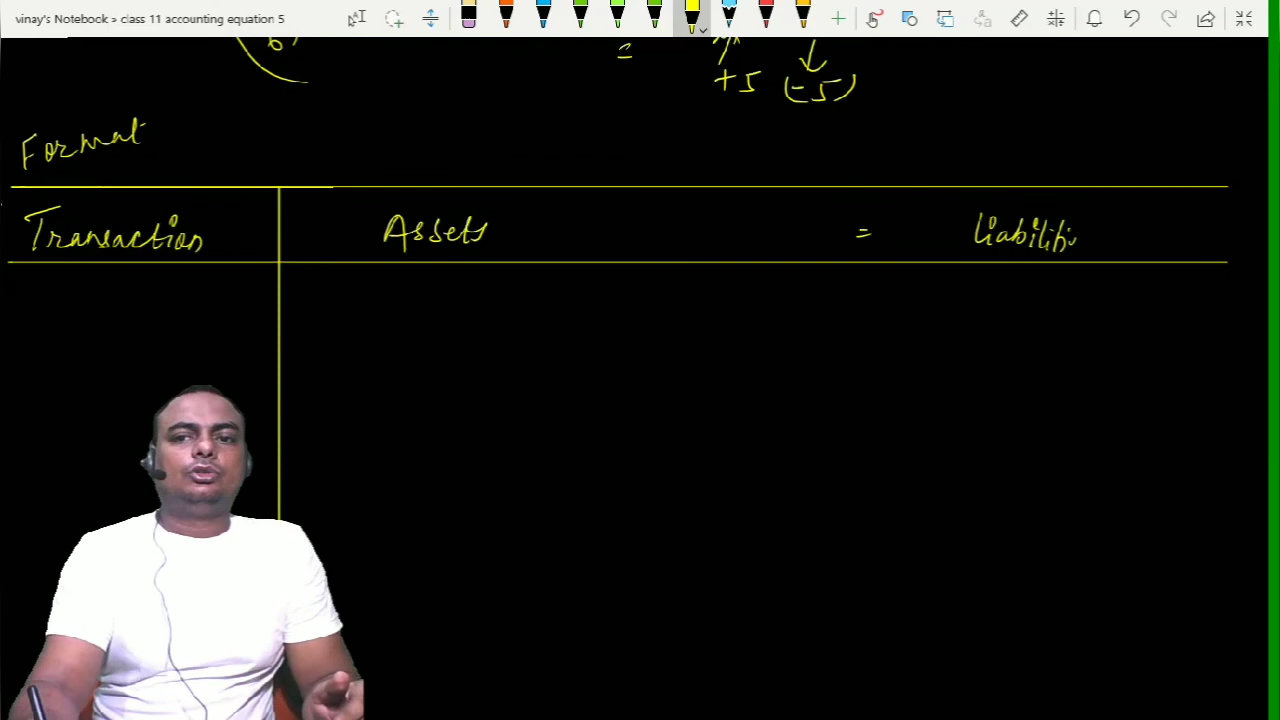 vinay's Notebook > class 11 accounting equation 5
=
+5 (-5)
Format
Transaction Assets = Liabiliti